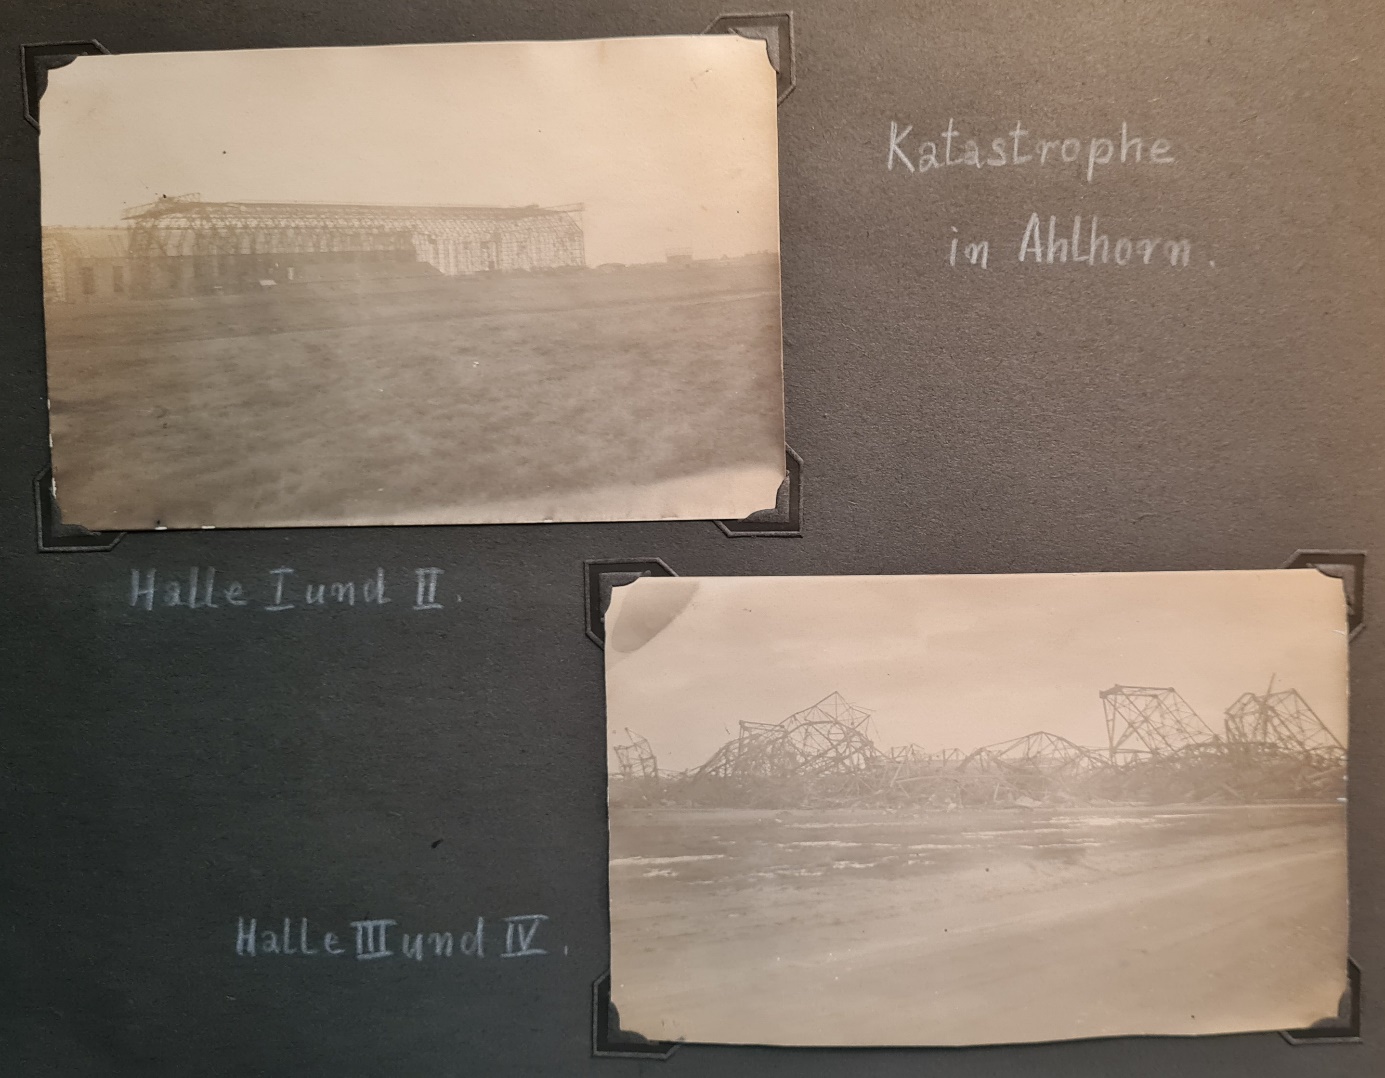 Katastrophe
in Ahlhorn.
Halle I und II.
Halle III und IV.